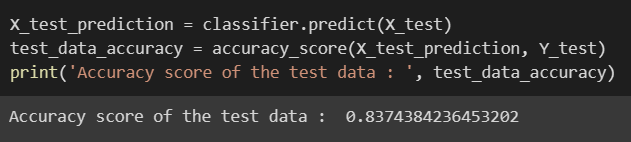 X_test_prediction = classifier.predict(X_test)
test_data_accuracy = accuracy_score(X_test_prediction, Y_test)
print('Accuracy score of the test data : ', test_data_accuracy)
Accuracy score of the test data :  0.8374384236453202